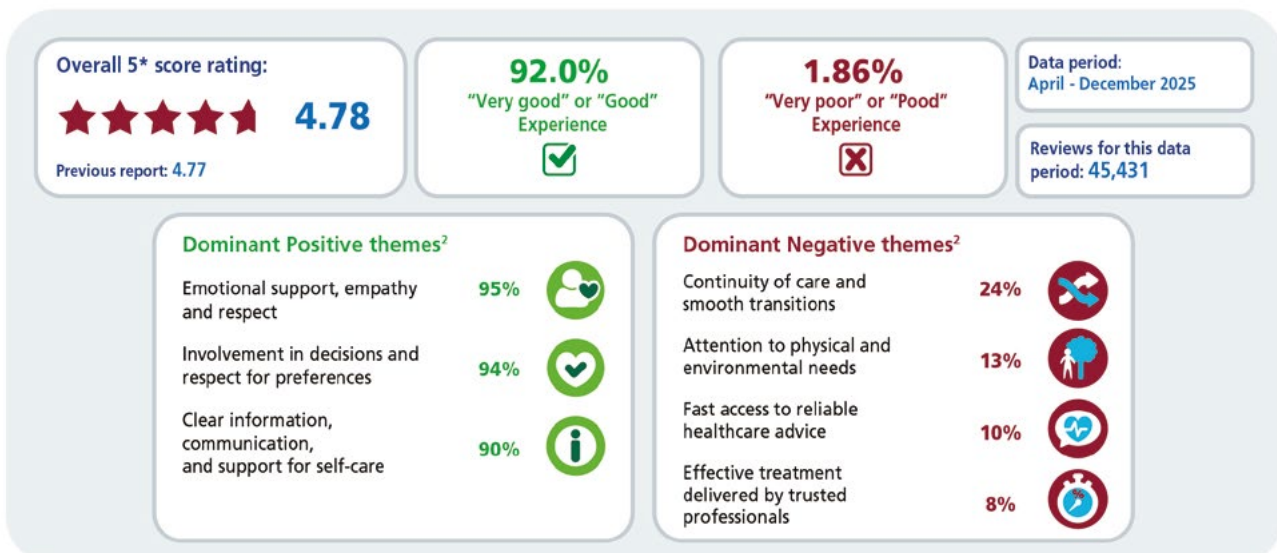 Overall 5* score rating:
4.78
Previous report: 4.77
92.0%
“Very good” or “Good”
Experience
1.86%
“Very poor” or “Pood”
Experience
Data period:
April - December 2025
Reviews for this data
period: 45,431
Dominant Positive themes²
Emotional support, empathy
and respect
95%
Involvement in decisions and
respect for preferences
94%
Clear information,
communication,
and support for self-care
90%
Dominant Negative themes²
Continuity of care and
smooth transitions
24%
Attention to physical and
environmental needs
13%
Fast access to reliable
healthcare advice
10%
Effective treatment
delivered by trusted
professionals
8%
%